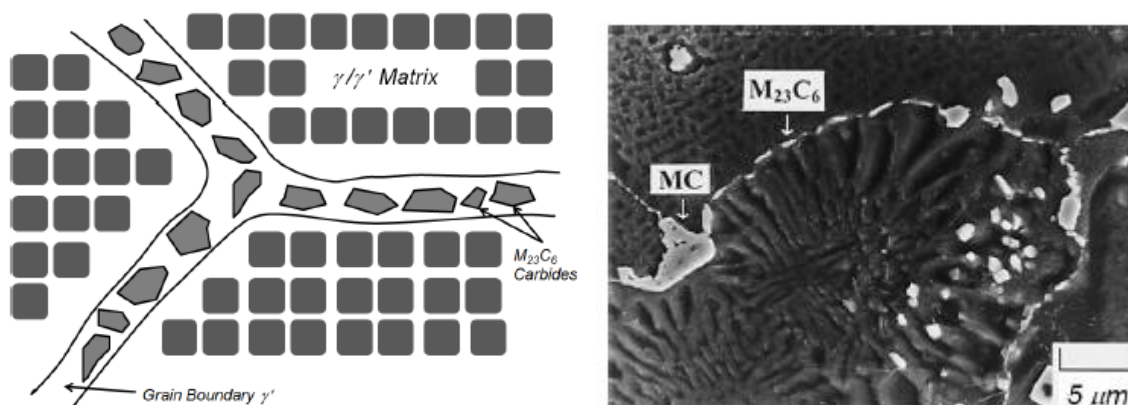 γ/γ' Matrix
M₂₃C₆
Carbides
Grain Boundary γ'
M₂₃C₆
MC
5 μm